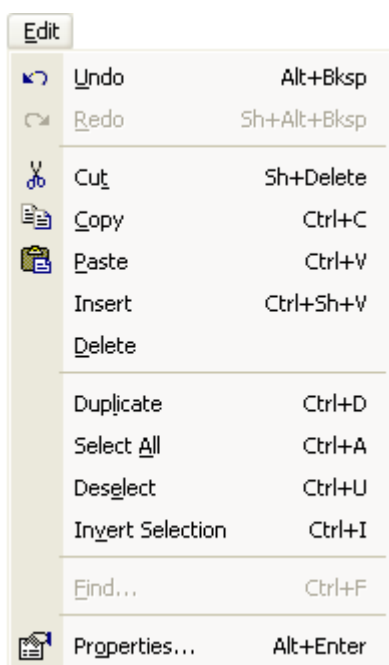 Edit
Undo Alt+Bksp
Redo Sh+Alt+Bksp
Cut Sh+Delete
Copy Ctrl+C
Paste Ctrl+V
Insert Ctrl+Sh+V
Delete
Duplicate Ctrl+D
Select All Ctrl+A
Deselect Ctrl+U
Invert Selection Ctrl+I
Find... Ctrl+F
Properties... Alt+Enter